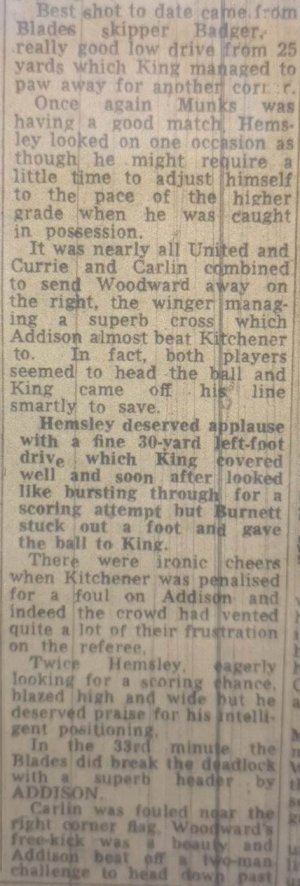 Best shot to date came from
Blades skipper Badger,
really good low drive from 25
yards which King managed to
paw away for another corner.
Once again Munks was
having a good match. Hems-
ley looked on one occasion as
though he might require a
little time to adjust himself
to the pace of the higher
grade when he was caught
in possession.
It was nearly all United and
Currie and Carlin combined
to send Woodward away on
the right, the winger manag-
ing a superb cross which
Addison almost beat Kitchener
to. In fact, both players
seemed to head the ball and
King came off his line
smartly to save.
Hemsley deserved applause
with a fine 30-yard left-foot
drive which King covered
well and soon after looked
like bursting through for a
scoring attempt but Burnett
stuck out a foot and gave
the ball to King.
There were ironic cheers
when Kitchener was penalised
for a foul on Addison and
indeed the crowd had vented
quite a lot of their frustration
on the referee.
Twice Hemsley, eagerly
looking for a scoring chance,
blazed high and wide but he
deserved praise for his intelli-
gent positioning.
In the 33rd minute the
Blades did break the deadlock
with a superb header by
ADDISON.
Carlin was fouled near the
right corner flag, Woodward's
free-kick was a beauty and
Addison beat off a two-man
challenge to head down past